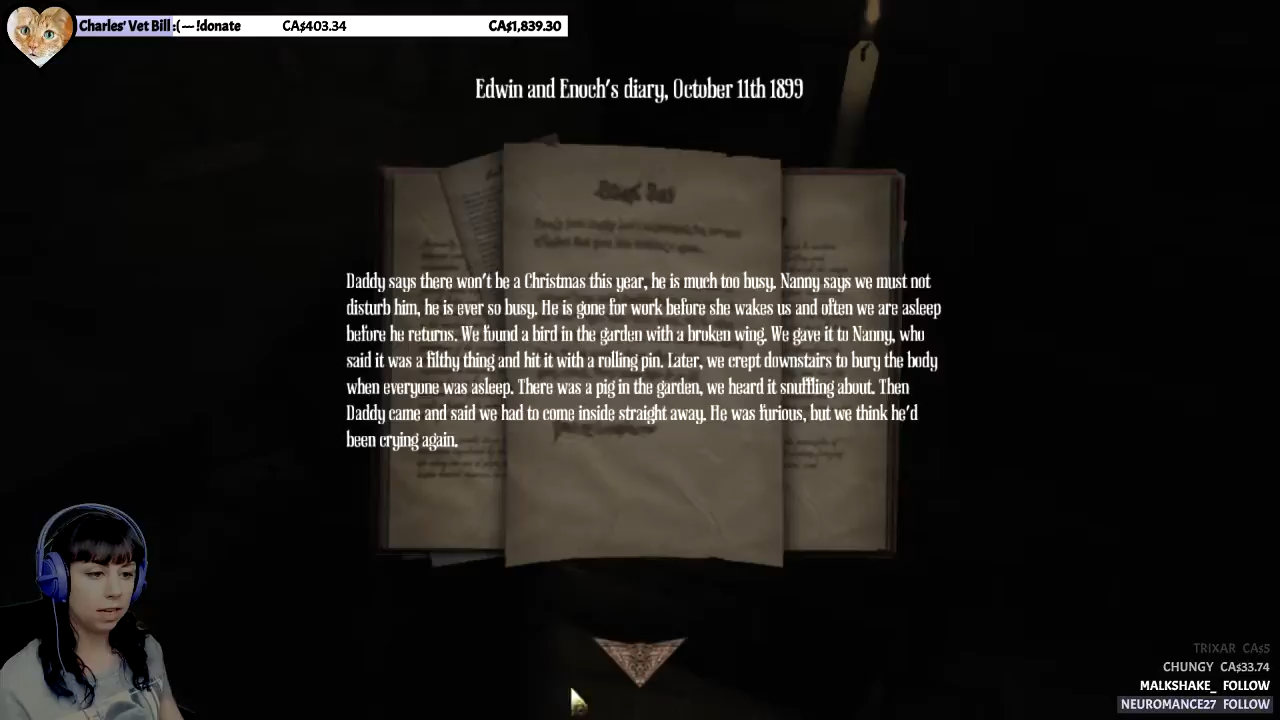 Charles' Vet Bill :( — !donate CA$403.34 CA$1,839.30
Edwin and Enoch's diary, October 11th 1899
Daddy says there won't be a Christmas this year, he is much too busy. Nanny says we must not
disturb him, he is ever so busy. He is gone for work before she wakes us and often we are asleep
before he returns. We found a bird in the garden with a broken wing. We gave it to Nanny, who
said it was a filthy thing and hit it with a rolling pin. Later, we crept downstairs to bury the body
when everyone was asleep. There was a pig in the garden, we heard it snuffling about. Then
Daddy came and said we had to come inside straight away. He was furious, but we think he'd
been crying again.
TRIXAR CA$5
CHUNGY CA$33.74
MALKSHAKE_ FOLLOW
NEUROMANCE27 FOLLOW